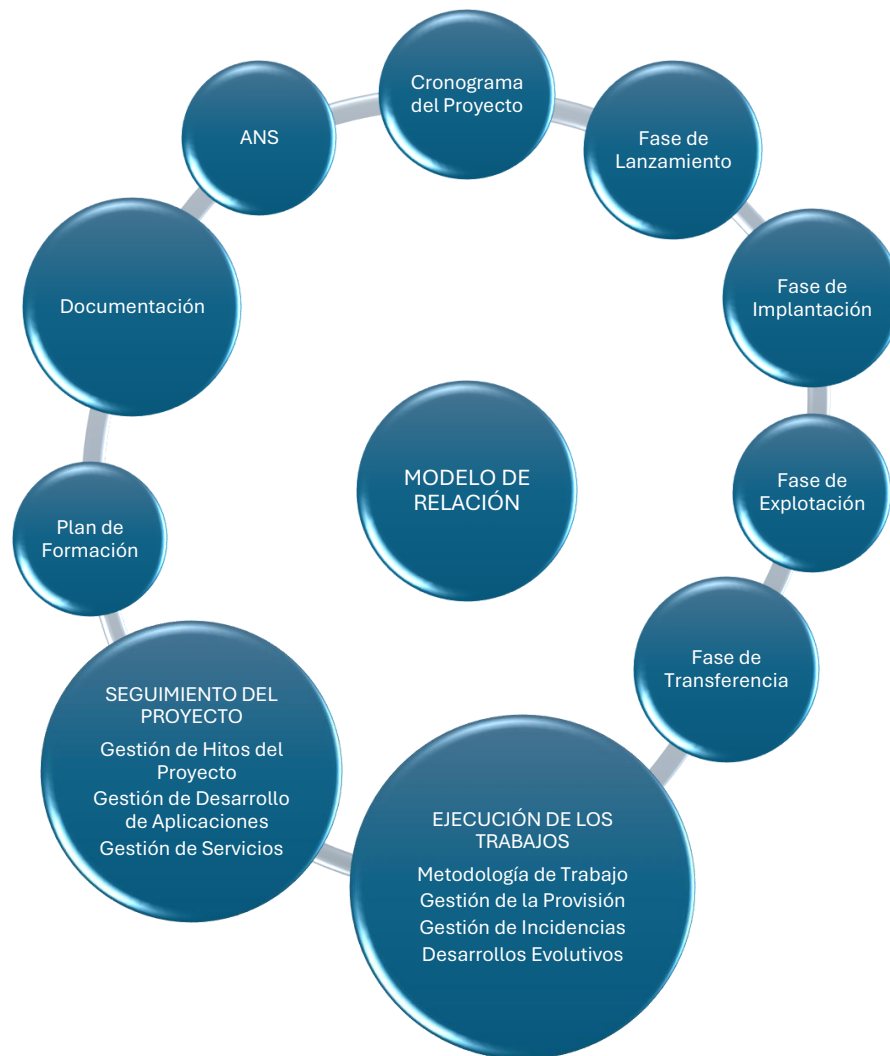 Cronograma
del Proyecto
Fase de
Lanzamiento
Fase de
Implantación
Fase de
Explotación
Fase de
Transferencia
EJECUCIÓN DE LOS
TRABAJOS
Metodología de Trabajo
Gestión de la Provisión
Gestión de Incidencias
Desarrollos Evolutivos
SEGUIMIENTO DEL
PROYECTO
Gestión de Hitos del
Proyecto
Gestión de Desarrollo
de Aplicaciones
Gestión de Servicios
Plan de
Formación
Documentación
ANS
MODELO DE
RELACIÓN